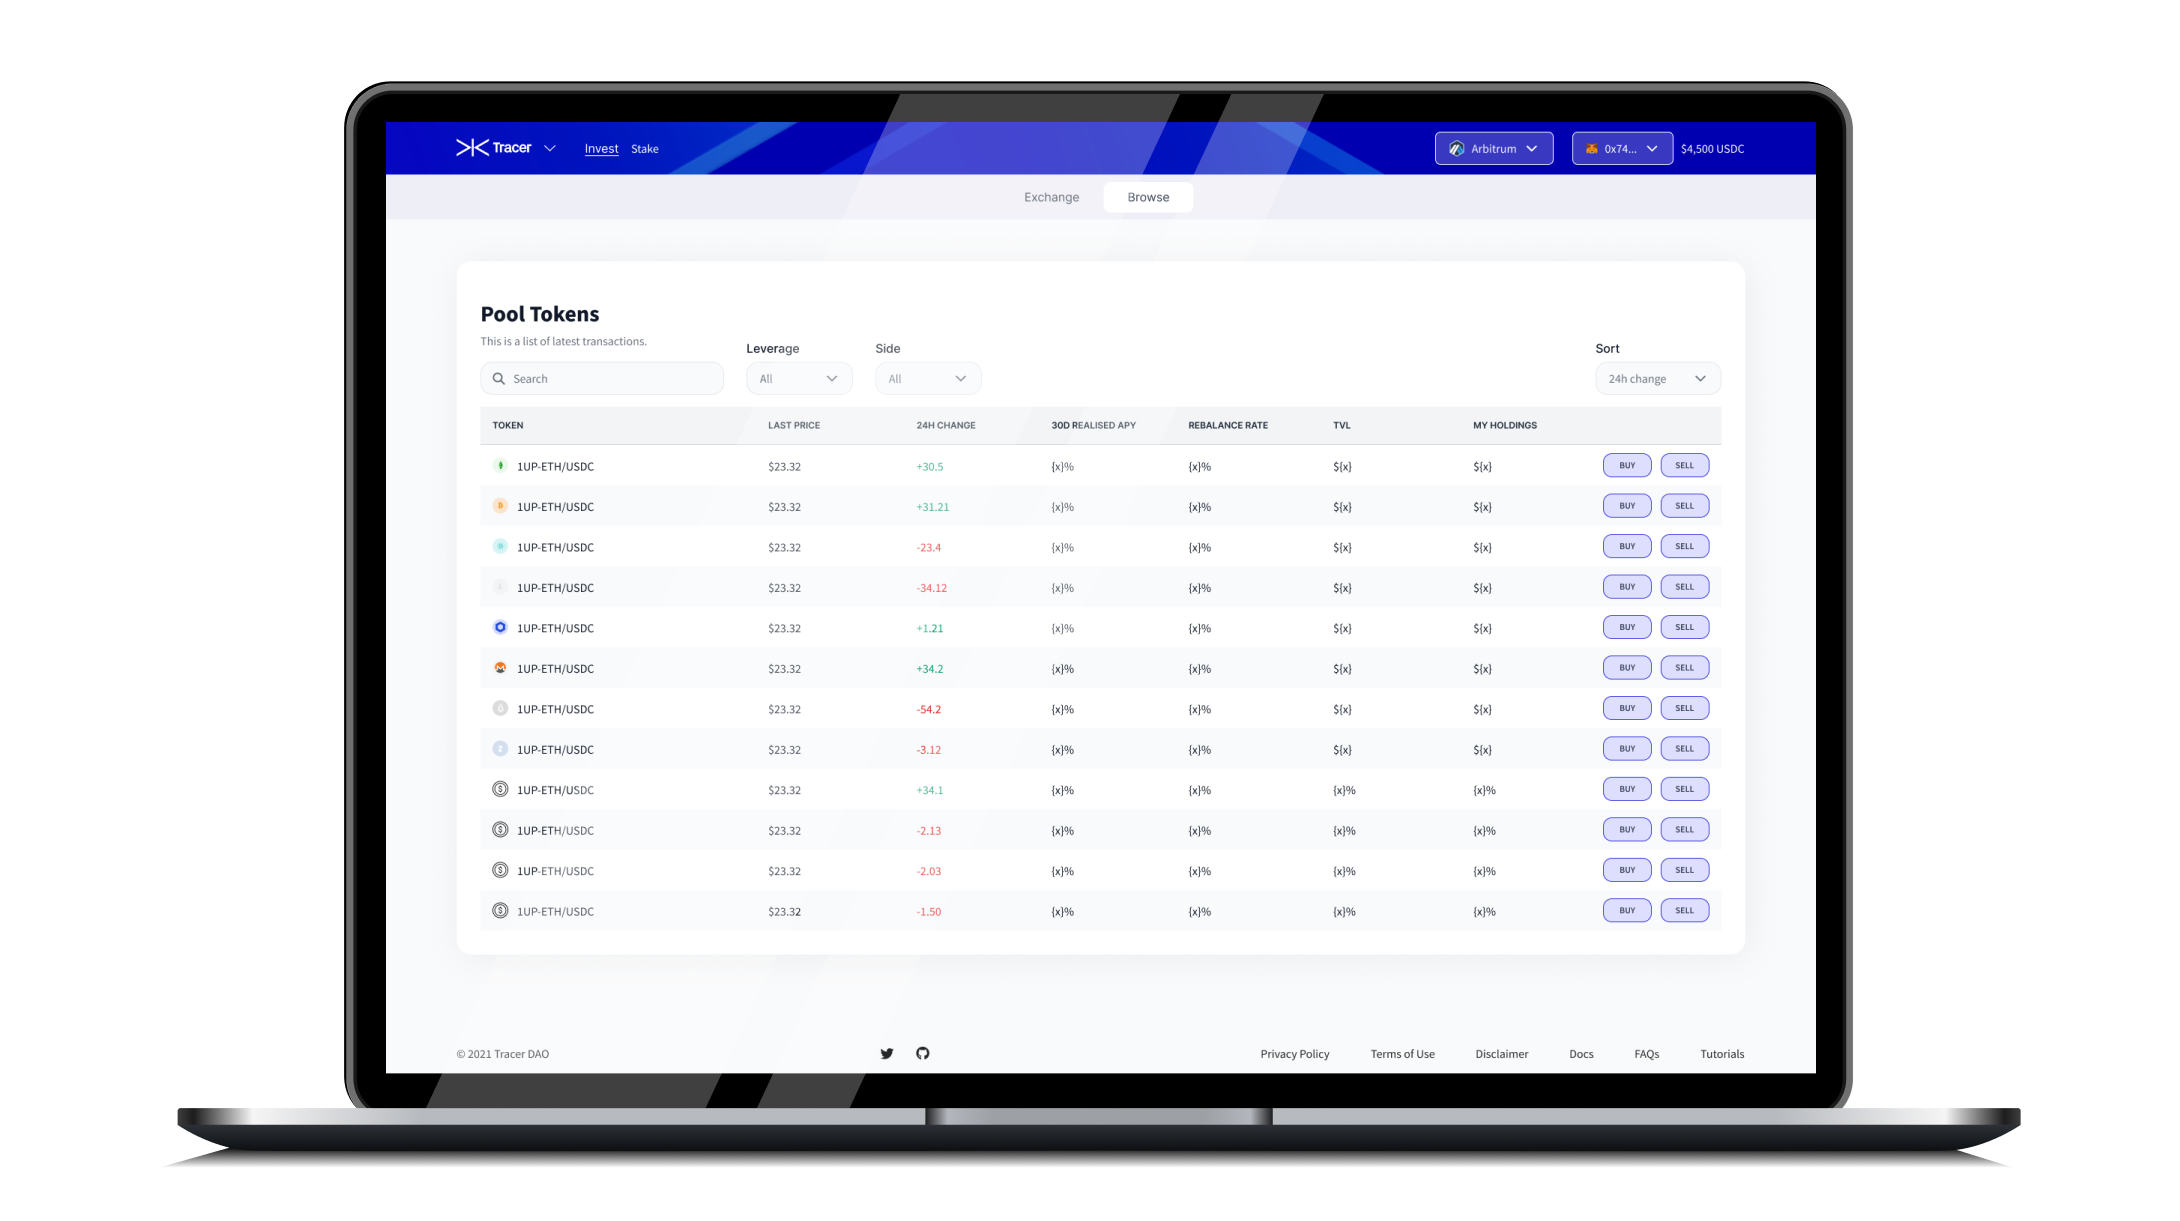 Tracer Invest Stake Arbitrum 0x74... $4,500 USDC
Exchange Browse
Pool Tokens
This is a list of latest transactions.
Leverage Side Sort
Search All All 24h change
TOKEN LAST PRICE 24H CHANGE 30D REALISED APY REBALANCE RATE TVL MY HOLDINGS
1UP-ETH/USDC $23.32 +30.5 {x}% {x}% ${x} ${x} BUY SELL
1UP-ETH/USDC $23.32 +31.21 {x}% {x}% ${x} ${x} BUY SELL
1UP-ETH/USDC $23.32 -23.4 {x}% {x}% ${x} ${x} BUY SELL
1UP-ETH/USDC $23.32 -34.12 {x}% {x}% ${x} ${x} BUY SELL
1UP-ETH/USDC $23.32 +1.21 {x}% {x}% ${x} ${x} BUY SELL
1UP-ETH/USDC $23.32 +34.2 {x}% {x}% ${x} ${x} BUY SELL
1UP-ETH/USDC $23.32 -54.2 {x}% {x}% ${x} ${x} BUY SELL
1UP-ETH/USDC $23.32 -3.12 {x}% {x}% ${x} ${x} BUY SELL
1UP-ETH/USDC $23.32 +34.1 {x}% {x}% {x}% {x}% BUY SELL
1UP-ETH/USDC $23.32 -2.13 {x}% {x}% {x}% {x}% BUY SELL
1UP-ETH/USDC $23.32 -2.03 {x}% {x}% {x}% {x}% BUY SELL
1UP-ETH/USDC $23.32 -1.50 {x}% {x}% {x}% {x}% BUY SELL
© 2021 Tracer DAO Privacy Policy Terms of Use Disclaimer Docs FAQs Tutorials